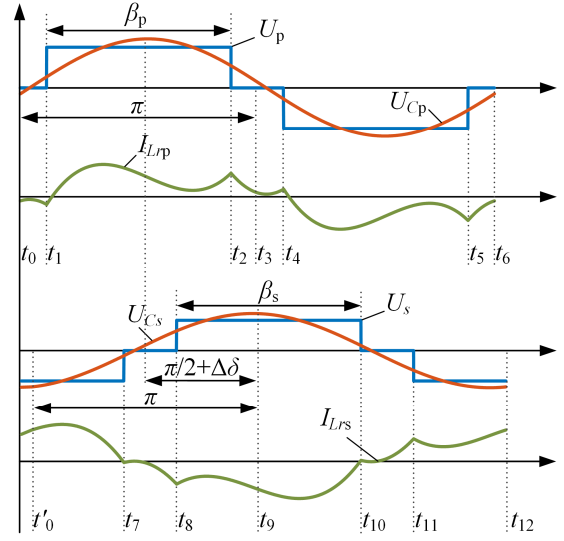 βp
Up
UCp
π
ILrp
t0 t1 t2 t3 t4 t5 t6
βs
UCs
Us
π/2+Δδ
π
ILrs
t′0 t7 t8 t9 t10 t11 t12